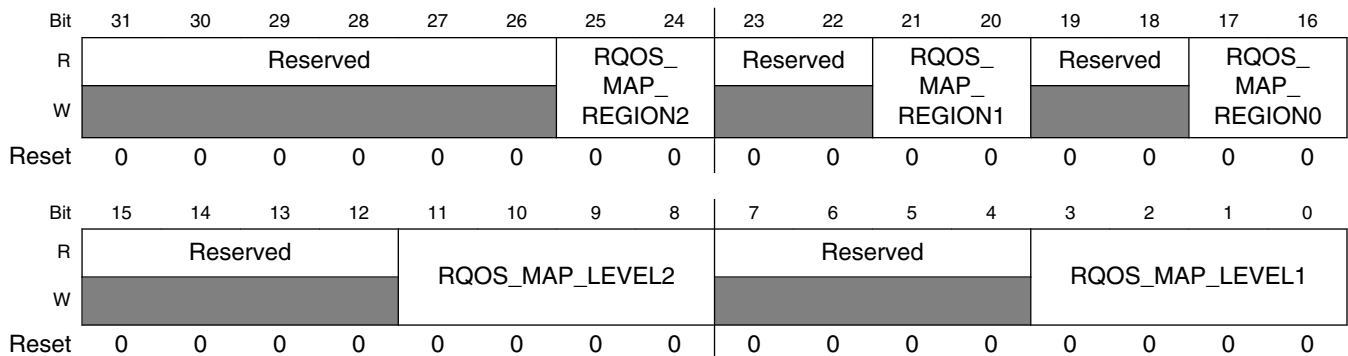 Bit 31 30 29 28 27 26 25 24 23 22 21 20 19 18 17 16
R Reserved RQOS_ Reserved RQOS_ Reserved RQOS_
MAP_ MAP_ MAP_
W REGION2 REGION1 REGION0
Reset 0 0 0 0 0 0 0 0 0 0 0 0 0 0 0 0
Bit 15 14 13 12 11 10 9 8 7 6 5 4 3 2 1 0
R Reserved RQOS_MAP_LEVEL2 Reserved RQOS_MAP_LEVEL1
W
Reset 0 0 0 0 0 0 0 0 0 0 0 0 0 0 0 0